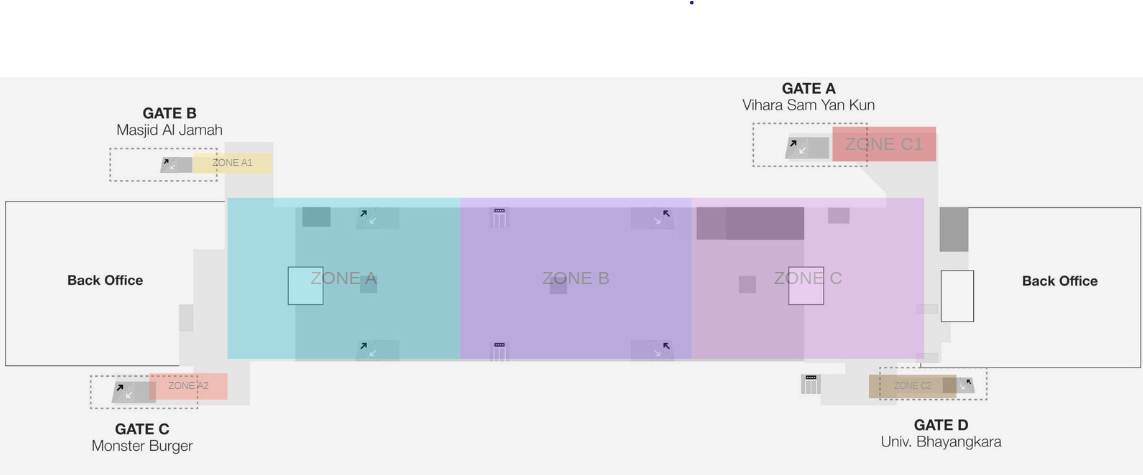 GATE A
Vihara Sam Yan Kun
GATE B
Masjid Al Jamah
ZONE C1
ZONE A1
Back Office
ZONE A
ZONE B
ZONE C
Back Office
ZONE A2
ZONE C2
GATE C
Monster Burger
GATE D
Univ. Bhayangkara